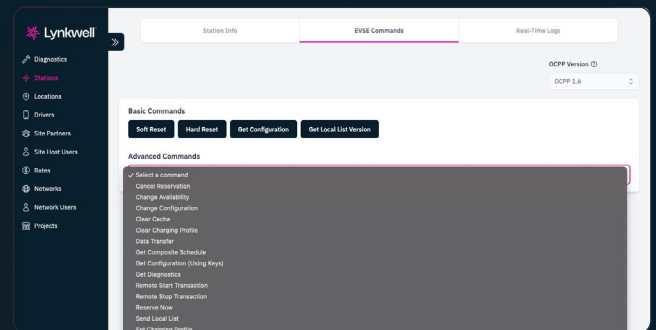 Lynkwell
Station Info
EVSE Commands
Real-Time Logs
Diagnostics
Stations
Locations
Drivers
Site Partners
Site Host Users
Rates
Networks
Network Users
Projects
OCPP Version
OCPP 1.6
Basic Commands
Soft Reset
Hard Reset
Get Configuration
Get Local List Version
Advanced Commands
Select a command
Cancel Reservation
Change Availability
Change Configuration
Clear Cache
Clear Charging Profile
Data Transfer
Get Composite Schedule
Get Configuration (Using Keys)
Get Diagnostics
Remote Start Transaction
Remote Stop Transaction
Reserve Now
Send Local List
Set Charging Profile